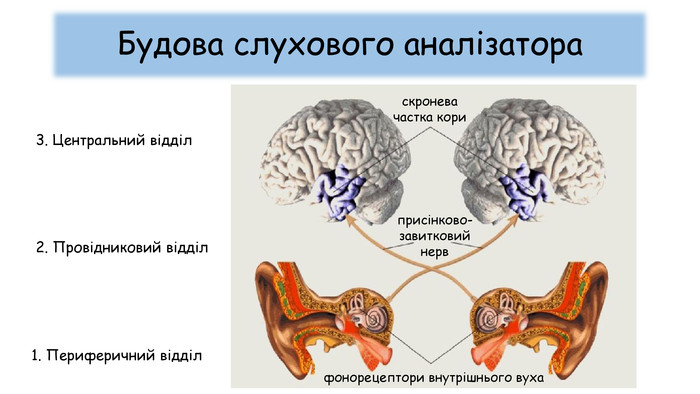 Будова слухового аналізатора
скронева
частка кори
3. Центральний відділ
присінково-
завитковий
нерв
2. Провідниковий відділ
1. Периферичний відділ
фонорецептори внутрішнього вуха